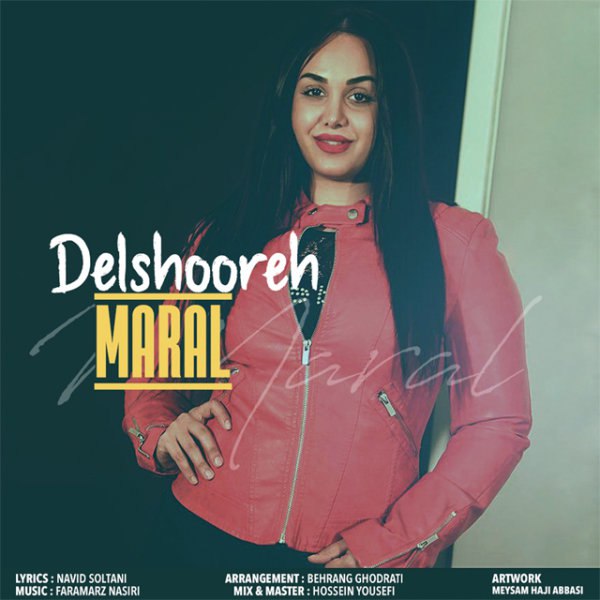 Delshooreh
MARAL
Maral
LYRICS : NAVID SOLTANI
MUSIC : FARAMARZ NASIRI
ARRANGEMENT : BEHRANG GHODRATI
MIX & MASTER : HOSSEIN YOUSEFI
ARTWORK
MEYSAM HAJI ABBASI